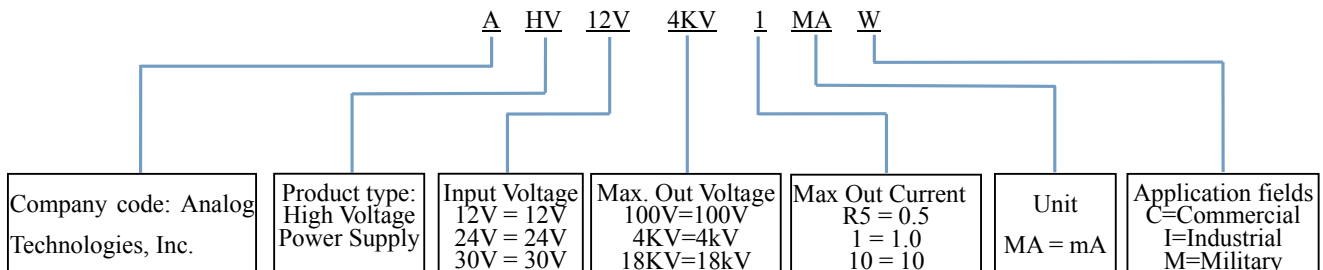 A HV 12V 4KV 1 MA W
Company code: Analog
Technologies, Inc.
Product type:
High Voltage
Power Supply
Input Voltage
12V = 12V
24V = 24V
30V = 30V
Max. Out Voltage
100V=100V
4KV=4kV
18KV=18kV
Max Out Current
R5 = 0.5
1 = 1.0
10 = 10
Unit
MA = mA
Application fields
C=Commercial
I=Industrial
M=Military